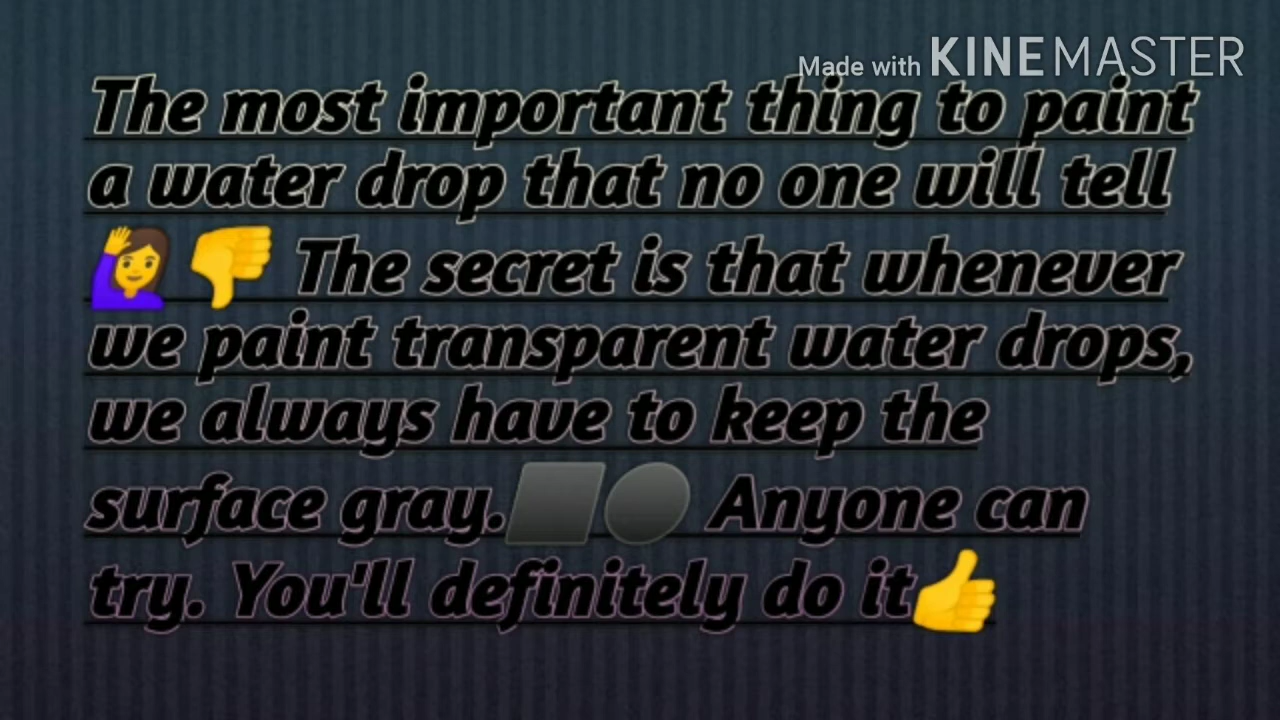 Made with KINEMASTER
The most important thing to paint
a water drop that no one will tell
🙋‍♀️ 👎 The secret is that whenever
we paint transparent water drops,
we always have to keep the
surface gray. Anyone can
try. You'll definitely do it👍